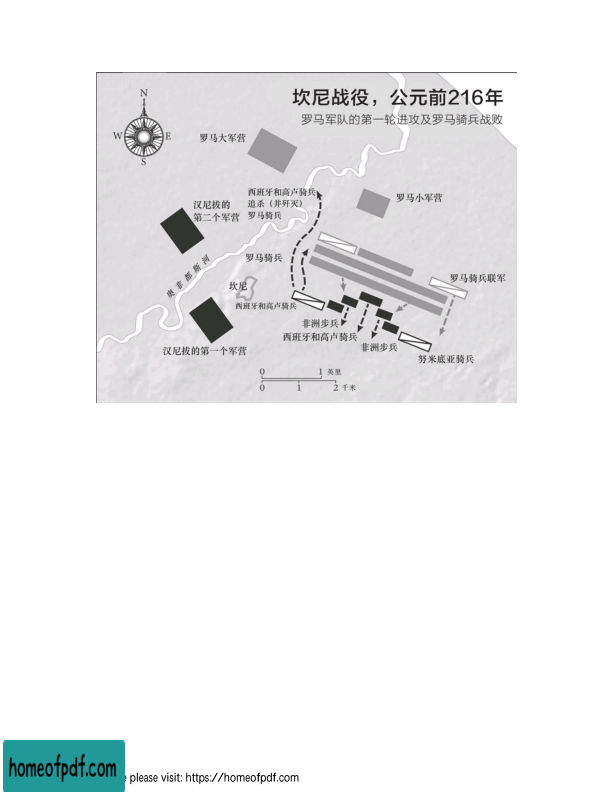 坎尼战役，公元前216年
罗马军队的第一轮进攻及罗马骑兵战败
N
W
E
S
罗马大军营
西班牙和高卢骑兵
追杀（并歼灭）
罗马骑兵
罗马小军营
汉尼拔的
第二个军营
罗马骑兵
罗马骑兵联军
奥非都斯河
坎尼
西班牙和高卢骑兵
非洲步兵
西班牙和高卢骑兵
非洲步兵
汉尼拔的第一个军营
努米底亚骑兵
0 1 英里
0 1 2 千米
homeofpdf.com
e please visit: https://homeofpdf.com